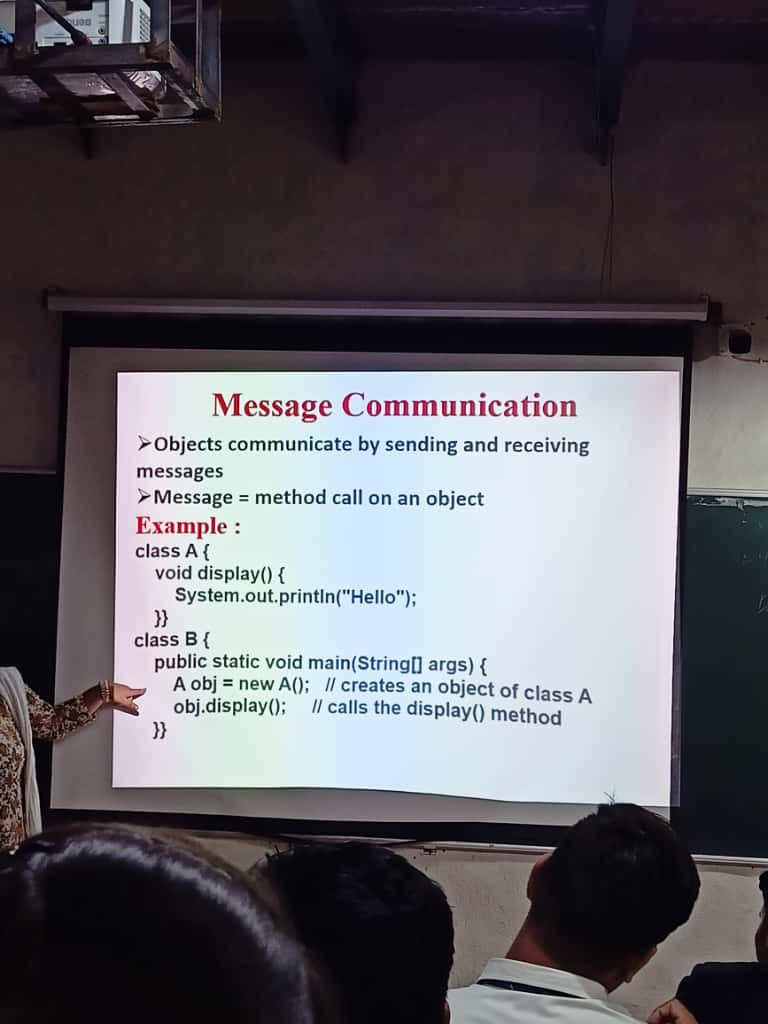 BenQ
Message Communication
➢Objects communicate by sending and receiving
messages
➢Message = method call on an object
Example :
class A {
void display() {
System.out.println("Hello");
}}
class B {
public static void main(String[] args) {
A obj = new A(); // creates an object of class A
obj.display(); // calls the display() method
}}